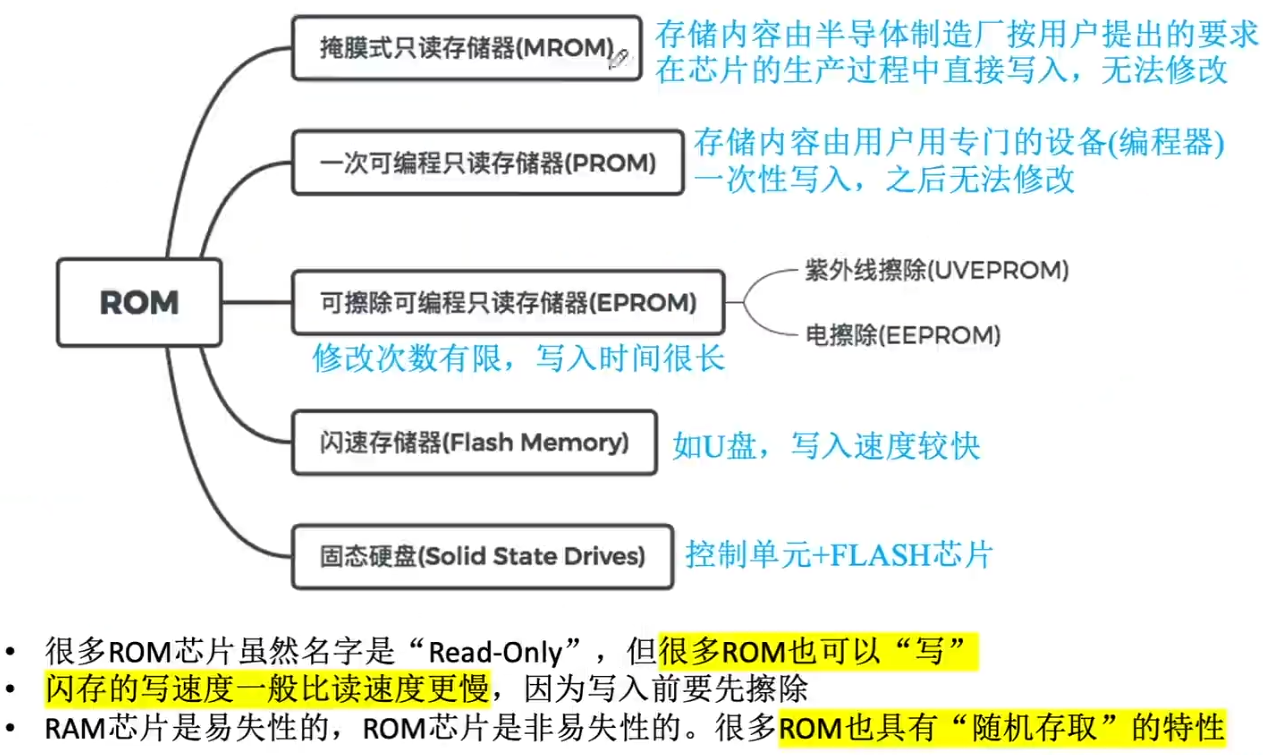 掩膜式只读存储器(MROM)
存储内容由半导体制造厂按用户提出的要求
在芯片的生产过程中直接写入，无法修改
一次可编程只读存储器(PROM)
存储内容由用户用专门的设备(编程器)
一次性写入，之后无法修改
ROM
可擦除可编程只读存储器(EPROM)
紫外线擦除(UVEPROM)
电擦除(EEPROM)
修改次数有限，写入时间很长
闪速存储器(Flash Memory)
如U盘，写入速度较快
固态硬盘(Solid State Drives)
控制单元+FLASH芯片
• 很多ROM芯片虽然名字是“Read-Only”，但很多ROM也可以“写”
• 闪存的写速度一般比读速度更慢，因为写入前要先擦除
• RAM芯片是易失性的，ROM芯片是非易失性的。很多ROM也具有“随机存取”的特性